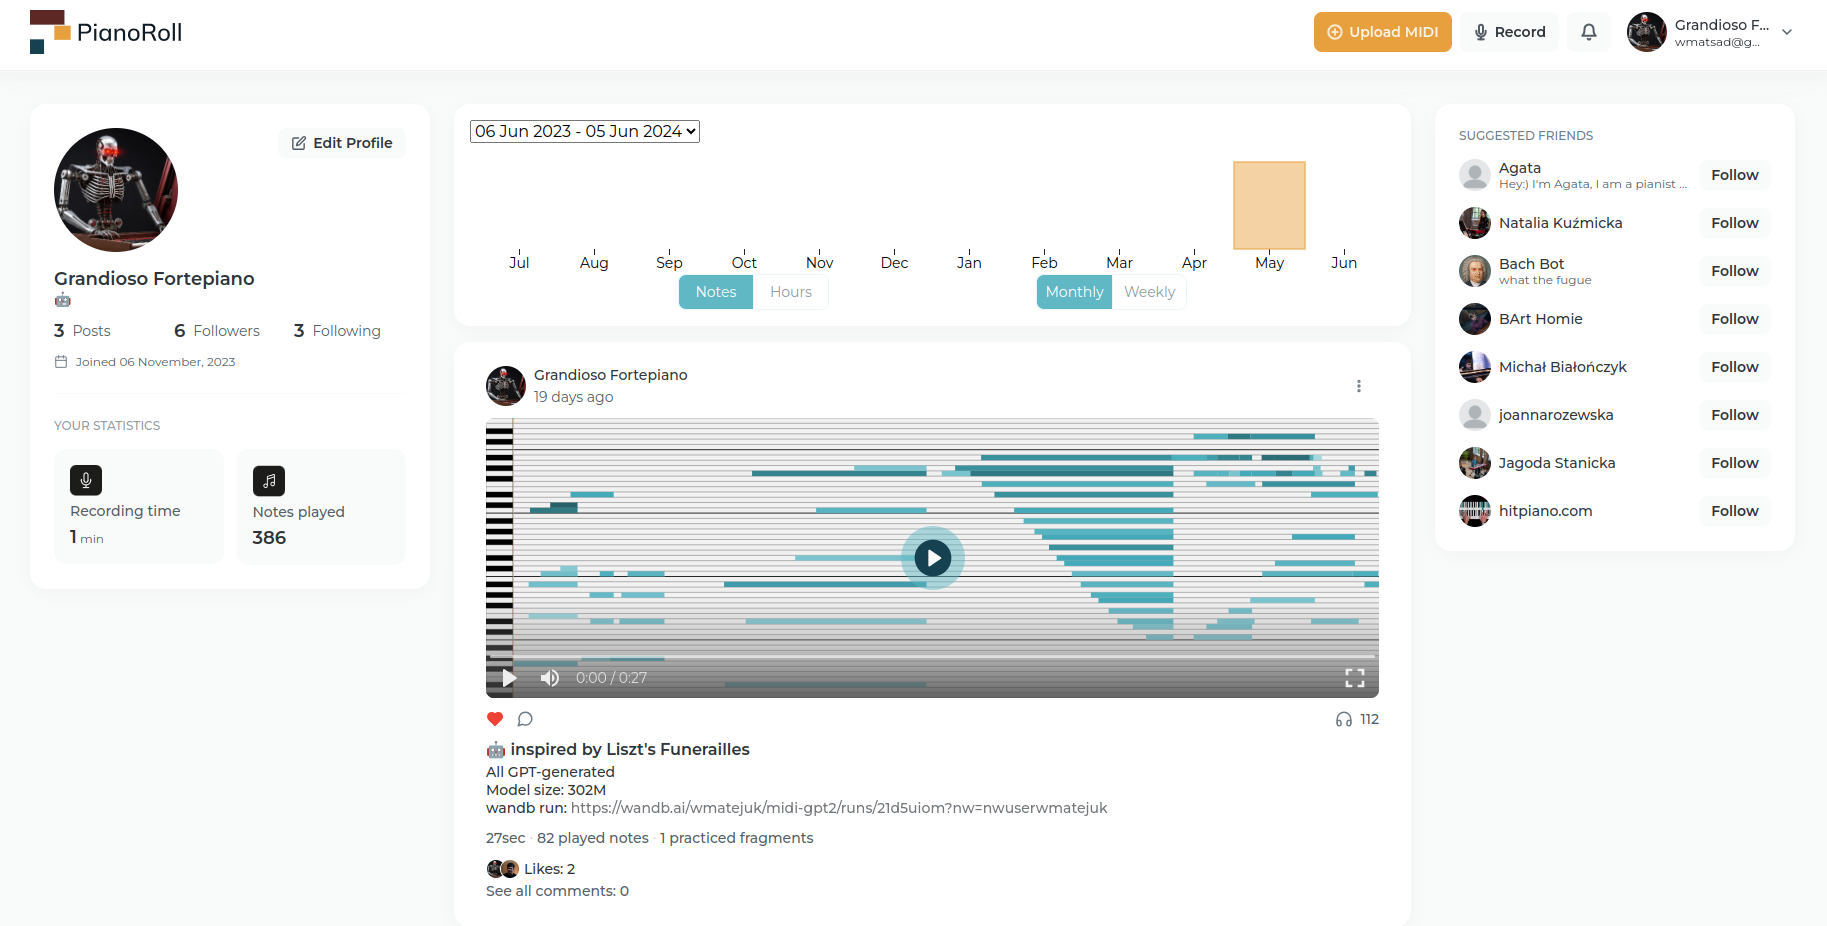 PianoRoll
Upload MIDI
Record
Grandioso F...
wmatsad@g...
Edit Profile
Grandioso Fortepiano
🤖
3 Posts 6 Followers 3 Following
Joined 06 November, 2023
YOUR STATISTICS
Recording time
1 min
Notes played
386
06 Jun 2023 - 05 Jun 2024
Jul Aug Sep Oct Nov Dec Jan Feb Mar Apr May Jun
Notes Hours
Monthly Weekly
Grandioso Fortepiano
19 days ago
0:00 / 0:27
112
🤖 inspired by Liszt's Funerailles
All GPT-generated
Model size: 302M
wandb run: https://wandb.ai/wmatejuk/midi-gpt2/runs/21d5uiom?nw=nwuserwmatejuk
27sec · 82 played notes · 1 practiced fragments
Likes: 2
See all comments: 0
SUGGESTED FRIENDS
Agata
Hey:) I'm Agata, I am a pianist ...
Follow
Natalia Kuźmicka
Follow
Bach Bot
what the fugue
Follow
BArt Homie
Follow
Michał Białończyk
Follow
joannarozewska
Follow
Jagoda Stanicka
Follow
hitpiano.com
Follow